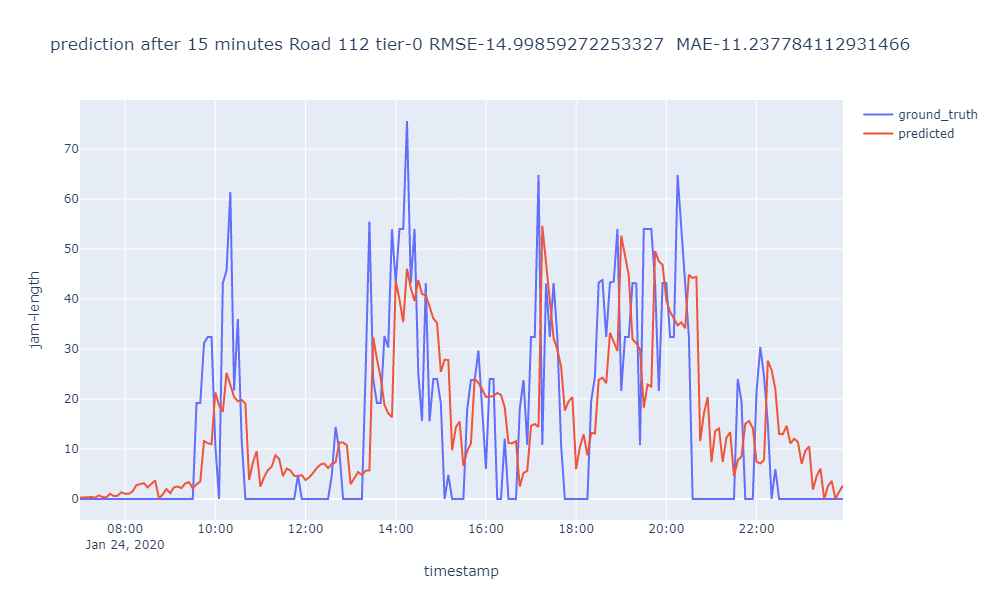 prediction after 15 minutes Road 112 tier-0 RMSE-14.99859272253327  MAE-11.237784112931466
ground_truth
predicted
jam-length
70
60
50
40
30
20
10
0
08:00 10:00 12:00 14:00 16:00 18:00 20:00 22:00
Jan 24, 2020
timestamp